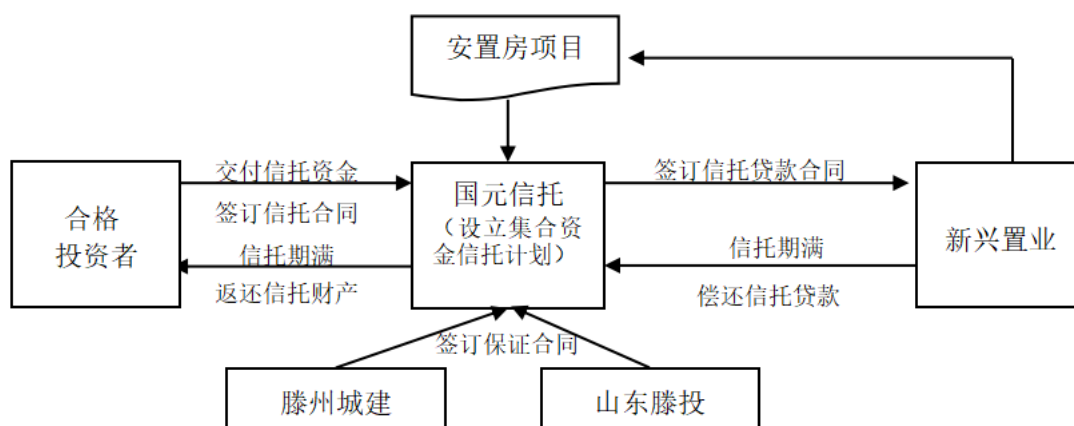 安置房项目
交付信托资金
签订信托合同
合格
投资者
信托期满
返还信托财产
国元信托
（设立集合资
金信托计划）
签订信托贷款合同
信托期满
偿还信托贷款
新兴置业
签订保证合同
滕州城建
山东滕投